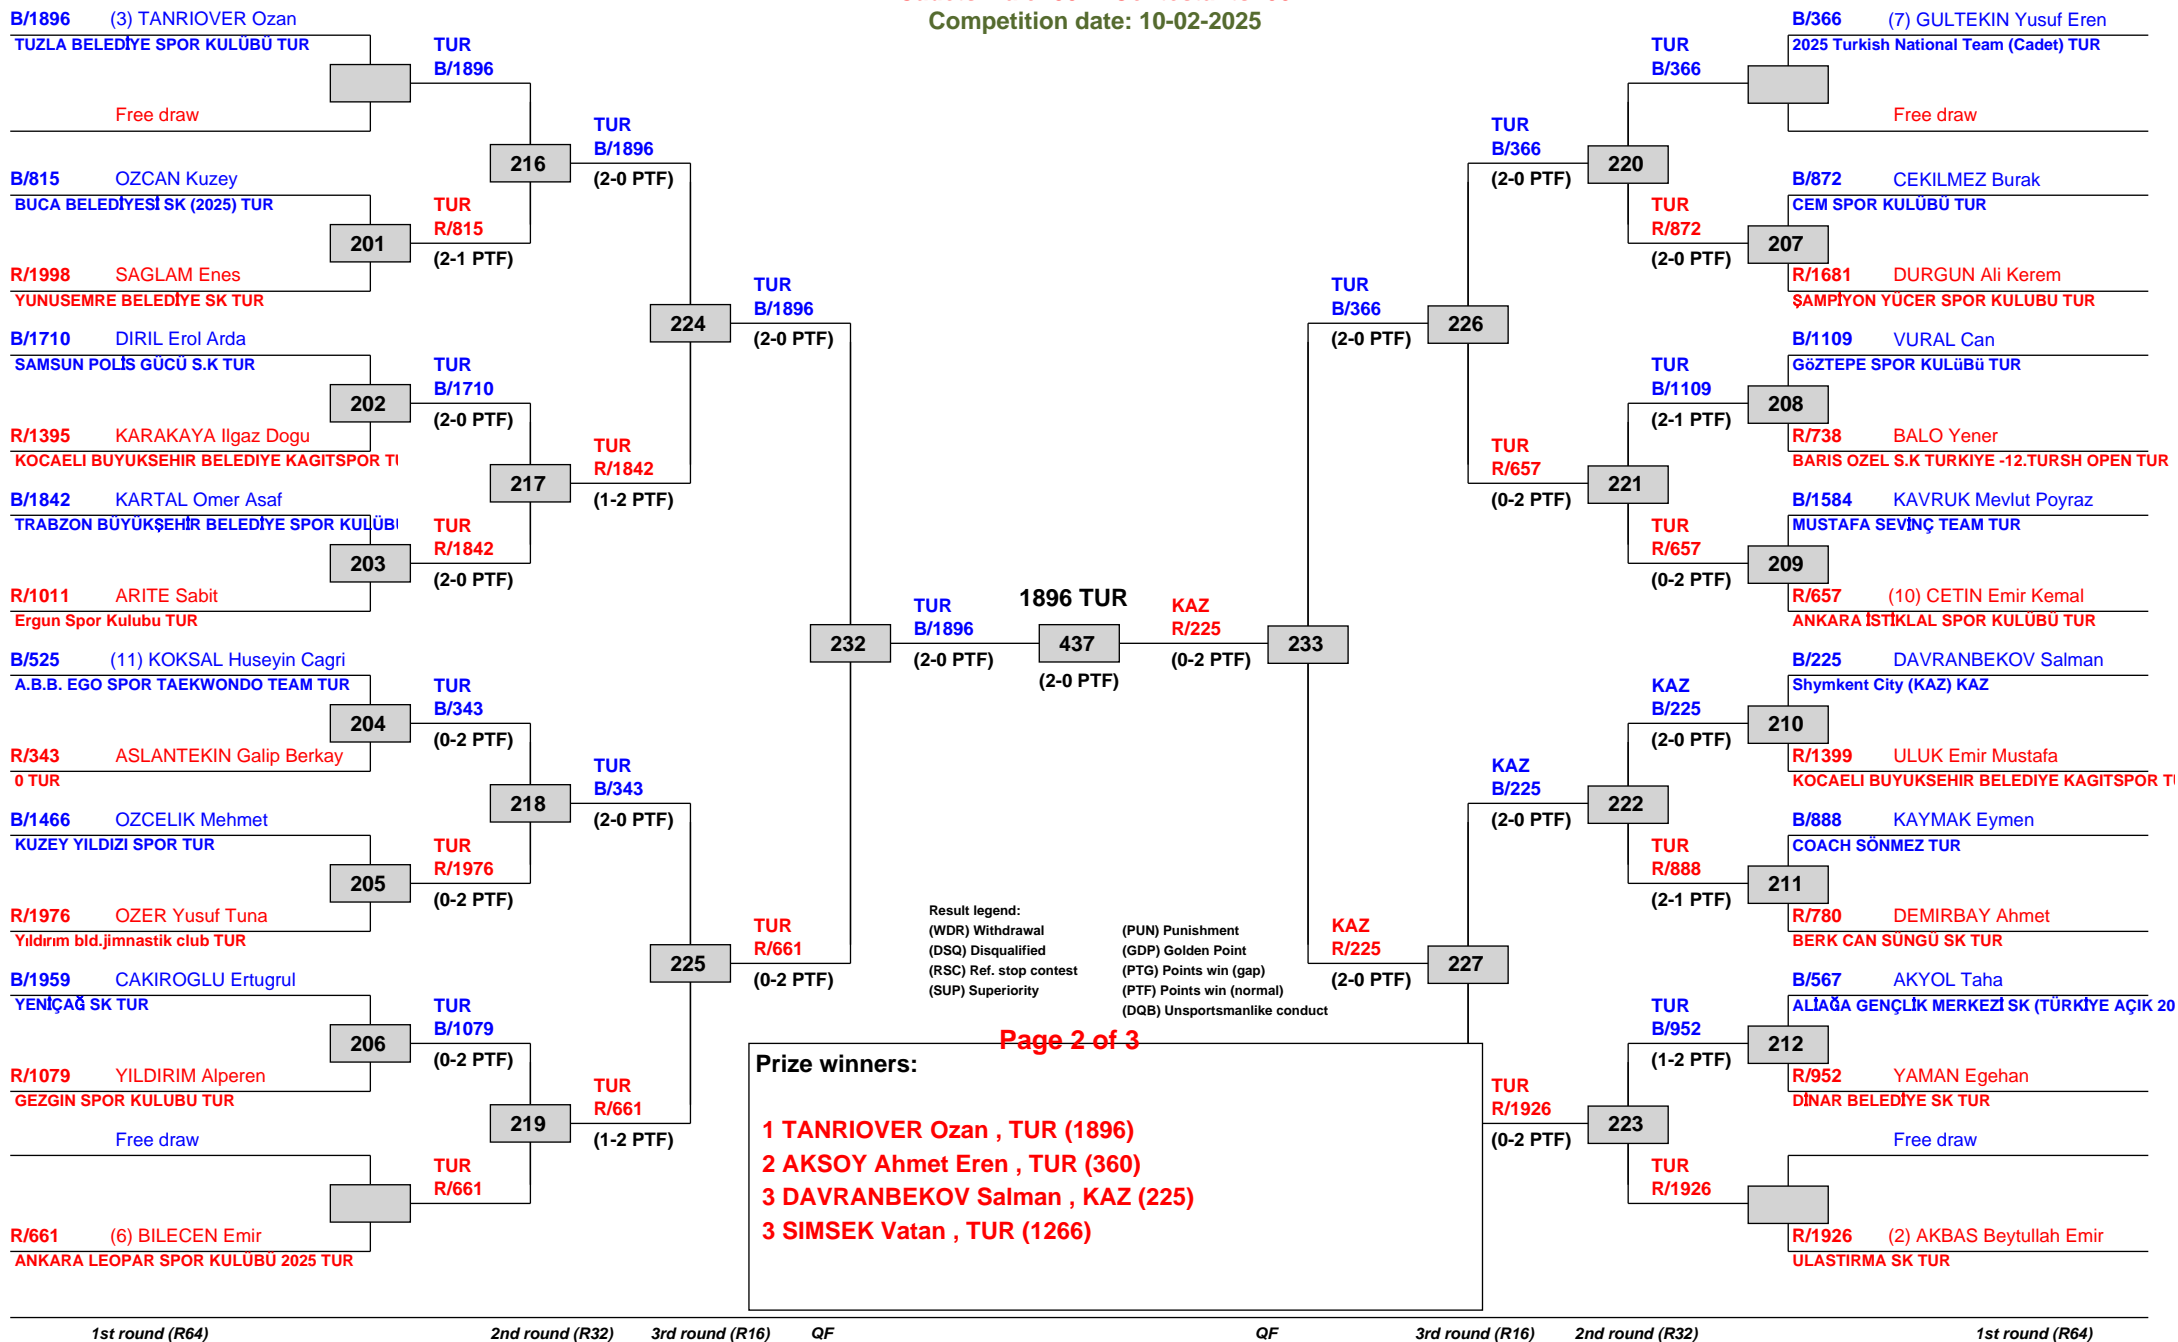 Competition date: 10-02-2025
B/1896 (3) TANRIOVER Ozan
TUZLA BELEDİYE SPOR KULÜBÜ TUR
TUR
B/1896
Free draw
TUR
B/1896
216
(2-0 PTF)
B/815 OZCAN Kuzey
BUCA BELEDİYESİ SK (2025) TUR
TUR
R/815
201
(2-1 PTF)
R/1998 SAGLAM Enes
YUNUSEMRE BELEDİYE SK TUR
TUR
B/1896
224
(2-0 PTF)
B/1710 DIRIL Erol Arda
SAMSUN POLİS GÜCÜ S.K TUR
TUR
B/1710
202
(2-0 PTF)
R/1395 KARAKAYA Ilgaz Dogu
KOCAELI BUYUKSEHIR BELEDIYE KAGITSPOR
TUR
R/1842
217
(1-2 PTF)
B/1842 KARTAL Omer Asaf
TRABZON BÜYÜKŞEHİR BELEDİYE SPOR
TUR
R/1842
203
(2-0 PTF)
R/1011 ARITE Sabit
Ergun Spor Kulubu TUR
232
TUR
B/1896
(2-0 PTF)
1896 TUR
437
(2-0 PTF)
KAZ
R/225
(0-2 PTF)
233
B/525 (11) KOKSAL Huseyin Cagri
A.B.B. EGO SPOR TAEKWONDO TEAM TUR
TUR
B/343
204
(0-2 PTF)
R/343 ASLANTEKIN Galip Berkay
0 TUR
TUR
B/343
218
(2-0 PTF)
B/1466 OZCELIK Mehmet
KUZEY YILDIZI SPOR TUR
TUR
R/1976
205
(0-2 PTF)
R/1976 OZER Yusuf Tuna
Yıldırım bld.jimnastik club TUR
TUR
R/661
225
(0-2 PTF)
B/1959 CAKIROGLU Ertugrul
YENİÇAĞ SK TUR
TUR
B/1079
206
(0-2 PTF)
R/1079 YILDIRIM Alperen
GEZGIN SPOR KULUBU TUR
TUR
R/661
219
(1-2 PTF)
Free draw
TUR
R/661
R/661 (6) BILECEN Emir
ANKARA LEOPAR SPOR KULÜBÜ 2025 TUR
B/366 (7) GULTEKIN Yusuf Eren
2025 Turkish National Team (Cadet) TUR
TUR
B/366
Free draw
TUR
B/366
220
(2-0 PTF)
B/872 CEKILMEZ Burak
CEM SPOR KULÜBÜ TUR
TUR
R/872
207
(2-0 PTF)
R/1681 DURGUN Ali Kerem
ŞAMPİYON YÜCER SPOR KULUBU TUR
TUR
B/366
226
(2-0 PTF)
B/1109 VURAL Can
GöZTEPE SPOR KULüBü TUR
TUR
B/1109
208
(2-1 PTF)
R/738 BALO Yener
BARIS OZEL S.K TURKIYE -12.TURSH OPEN TUR
TUR
R/657
221
(0-2 PTF)
B/1584 KAVRUK Mevlut Poyraz
MUSTAFA SEVİNÇ TEAM TUR
TUR
R/657
209
(0-2 PTF)
R/657 (10) CETIN Emir Kemal
ANKARA İSTİKLAL SPOR KULÜBÜ TUR
B/225 DAVRANBEKOV Salman
Shymkent City (KAZ) KAZ
KAZ
B/225
210
(2-0 PTF)
R/1399 ULUK Emir Mustafa
KOCAELI BUYUKSEHIR BELEDIYE KAGITSPOR
KAZ
B/225
222
(2-0 PTF)
B/888 KAYMAK Eymen
COACH SÖNMEZ TUR
TUR
R/888
211
(2-1 PTF)
R/780 DEMIRBAY Ahmet
BERK CAN SÜNGÜ SK TUR
KAZ
R/225
227
(2-0 PTF)
B/567 AKYOL Taha
ALİAĞA GENÇLİK MERKEZİ SK (TÜRKİYE AÇIK 20
TUR
B/952
212
(1-2 PTF)
R/952 YAMAN Egehan
DİNAR BELEDİYE SK TUR
TUR
R/1926
223
(0-2 PTF)
Free draw
TUR
R/1926
R/1926 (2) AKBAS Beytullah Emir
ULASTIRMA SK TUR
Result legend:
(WDR) Withdrawal (PUN) Punishment
(DSQ) Disqualified (GDP) Golden Point
(RSC) Ref. stop contest (PTG) Points win (gap)
(SUP) Superiority (PTF) Points win (normal)
(DQB) Unsportsmanlike conduct
Page 2 of 3
Prize winners:
1 TANRIOVER Ozan , TUR (1896)
2 AKSOY Ahmet Eren , TUR (360)
3 DAVRANBEKOV Salman , KAZ (225)
3 SIMSEK Vatan , TUR (1266)
1st round (R64) 2nd round (R32) 3rd round (R16) QF QF 3rd round (R16) 2nd round (R32) 1st round (R64)